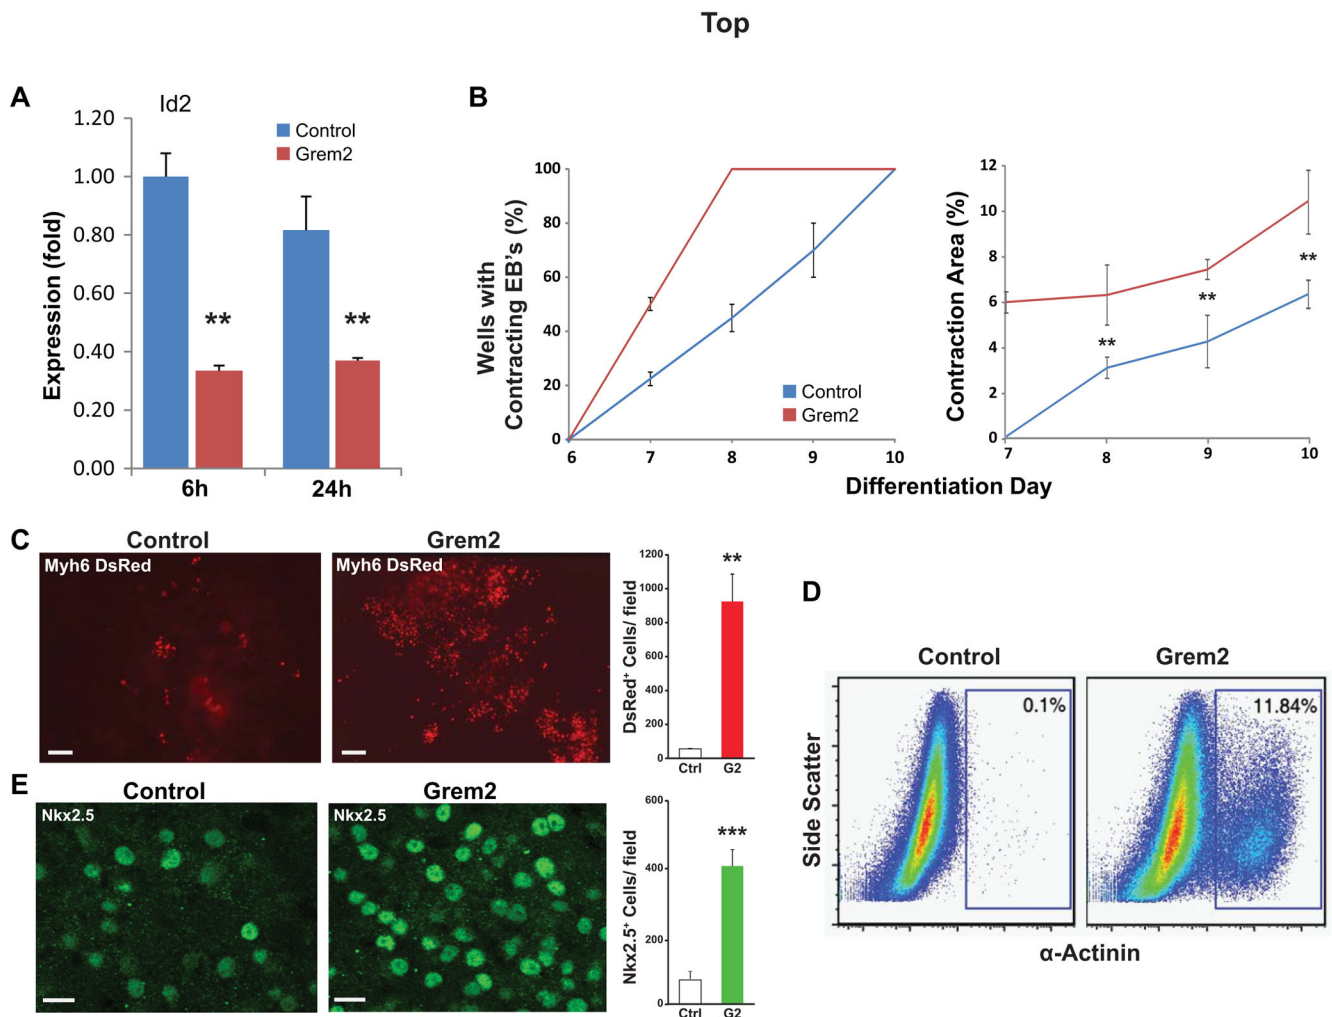 Top
A
Id2
1.20
1.00
0.80
0.60
0.40
0.20
0.00
Expression (fold)
Control
Grem2
**
**
6h
24h
B
Wells with
Contracting EB's (%)
100
80
60
40
20
0
6
7
8
9
10
Control
Grem2
Contraction Area (%)
12
10
8
6
4
2
0
7
8
9
10
**
**
**
Differentiation Day
C
Control
Grem2
Myh6 DsRed
Myh6 DsRed
DsRed+ Cells/ field
1200
1000
800
600
400
200
0
**
Ctrl
G2
D
Control
Grem2
0.1%
11.84%
Side Scatter
α-Actinin
E
Control
Grem2
Nkx2.5
Nkx2.5
Nkx2.5+ Cells/ field
600
400
200
0
***
Ctrl
G2